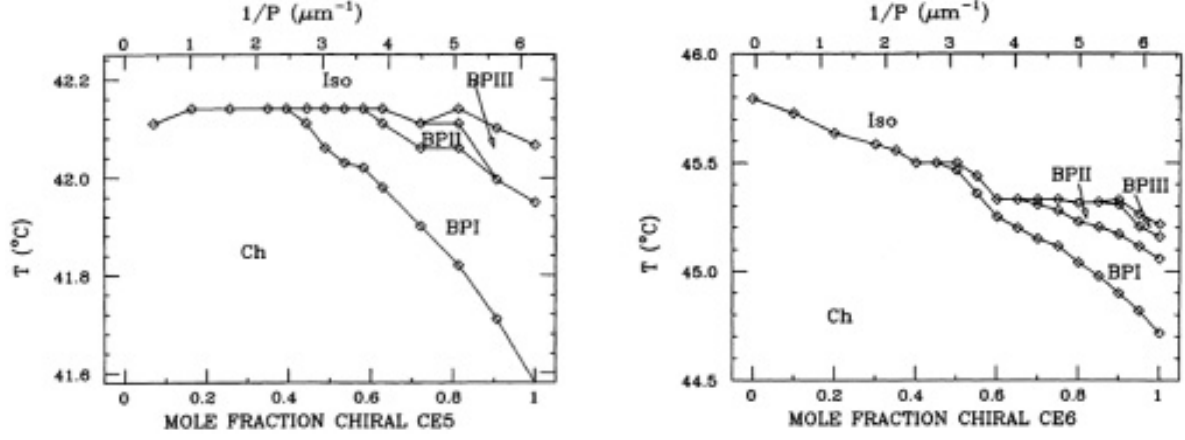 1/P (μm⁻¹)
0 1 2 3 4 5 6
42.2
42.0
41.8
41.6
T (°C)
Iso
BPIII
BPII
BPI
Ch
0 0.2 0.4 0.6 0.8 1
MOLE FRACTION CHIRAL CE5
1/P (μm⁻¹)
0 1 2 3 4 5 6
46.0
45.5
45.0
44.5
T (°C)
Iso
BPII
BPIII
BPI
Ch
0 0.2 0.4 0.6 0.8 1
MOLE FRACTION CHIRAL CE6